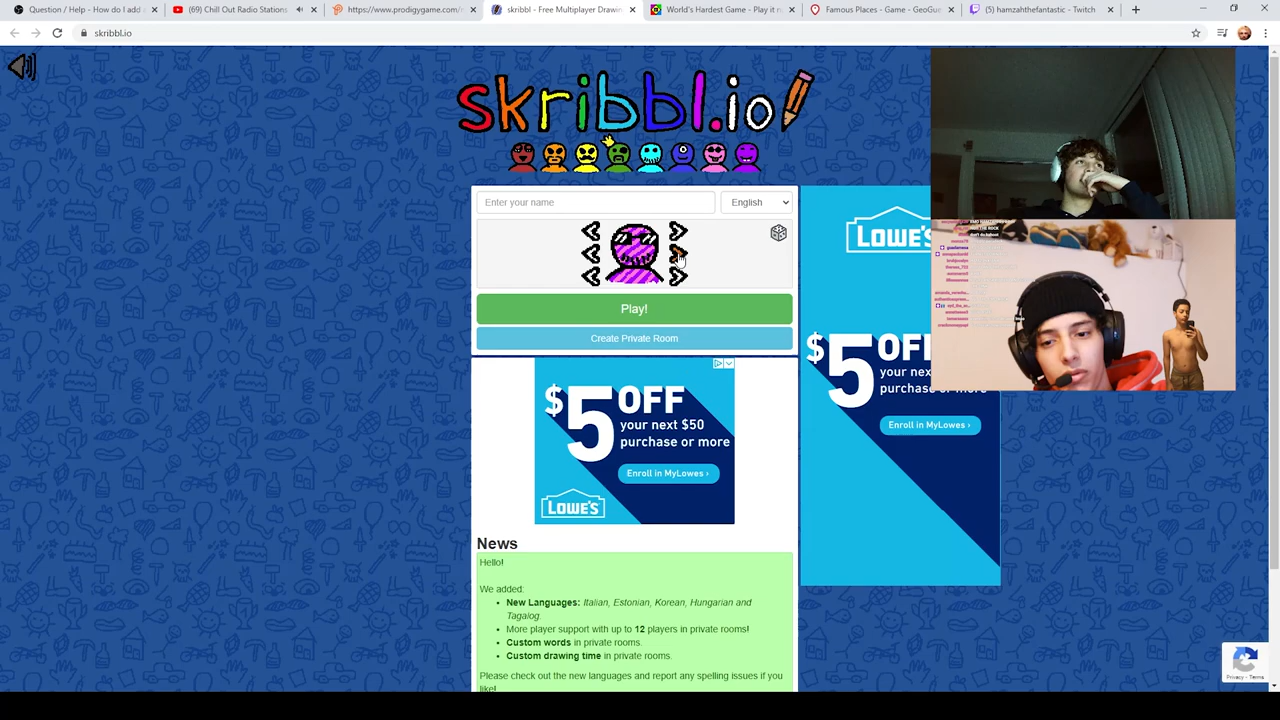 Question / Help - How do I add a
(69) Chill Out Radio Stations
https://www.prodigygame.com/
skribbl - Free Multiplayer Drawin
World's Hardest Game - Play it n
Famous Places - Game - GeoGue
(5) hamzahthefantastic - Twitch
skribbl.io
skribbl.io
Enter your name
English
Play!
Create Private Room
$5 OFF
your next $50
purchase or more
Enroll in MyLowes ›
LOWE'S
LOWE'S
$5 OFF
your next
purchase or more
Enroll in MyLowes ›
News
Hello!
We added:
• New Languages: Italian, Estonian, Korean, Hungarian and
Tagalog.
• More player support with up to 12 players in private rooms!
• Custom words in private rooms.
• Custom drawing time in private rooms.
Please check out the new languages and report any spelling issues if you
like!
Privacy - Terms